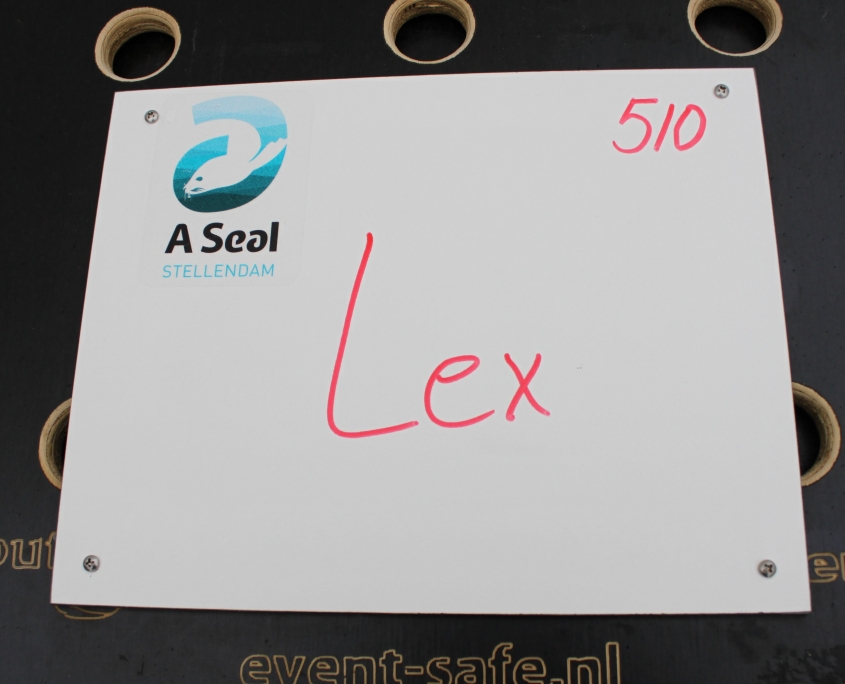 510
A Seal
STELLENDAM
Lex
event-safe.nl